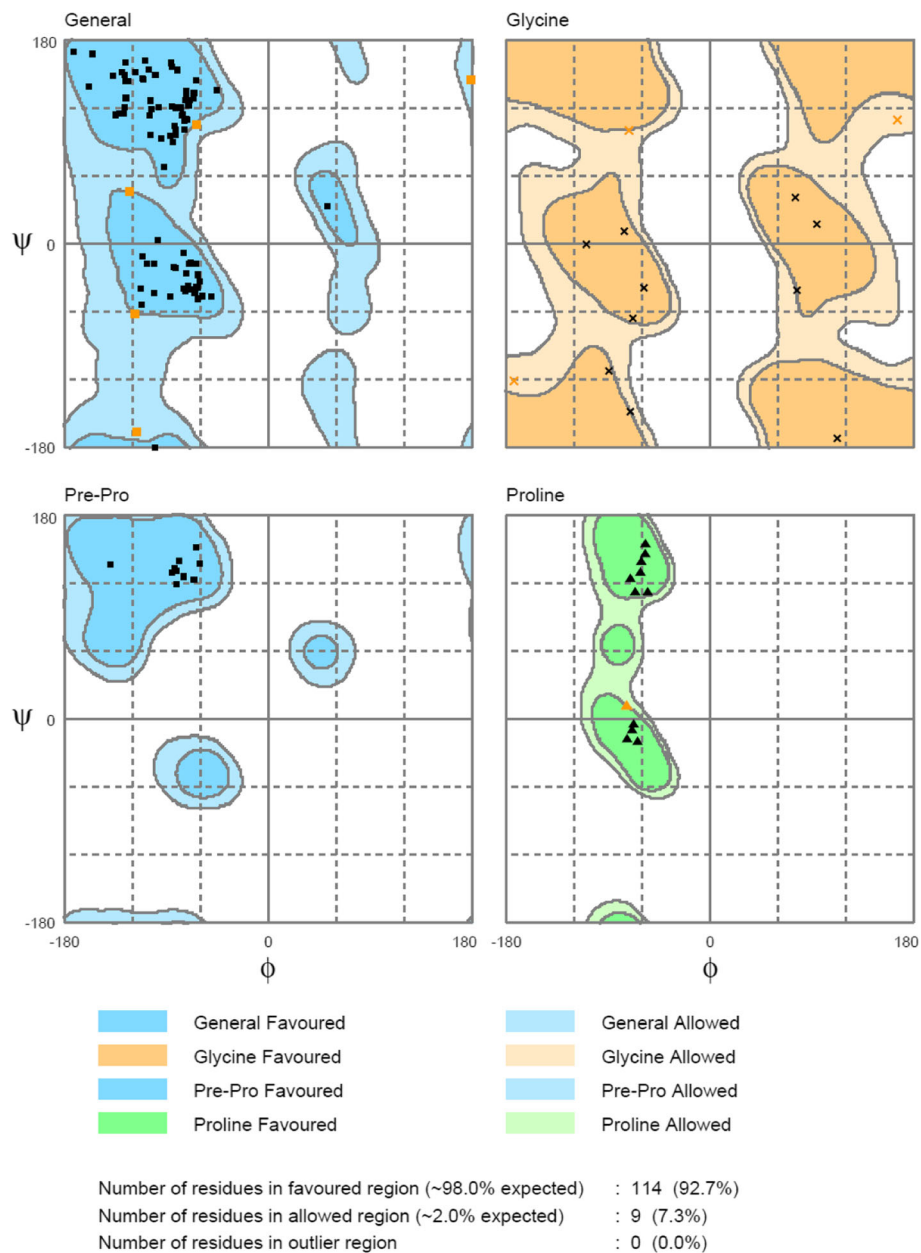 General Glycine
180
ψ 0
-180
Pre-Pro Proline
180
ψ 0
-180
-180 0 180 -180 0 180
ϕ ϕ
General Favoured General Allowed
Glycine Favoured Glycine Allowed
Pre-Pro Favoured Pre-Pro Allowed
Proline Favoured Proline Allowed
Number of residues in favoured region (~98.0% expected) : 114 (92.7%)
Number of residues in allowed region (~2.0% expected) : 9 (7.3%)
Number of residues in outlier region : 0 (0.0%)